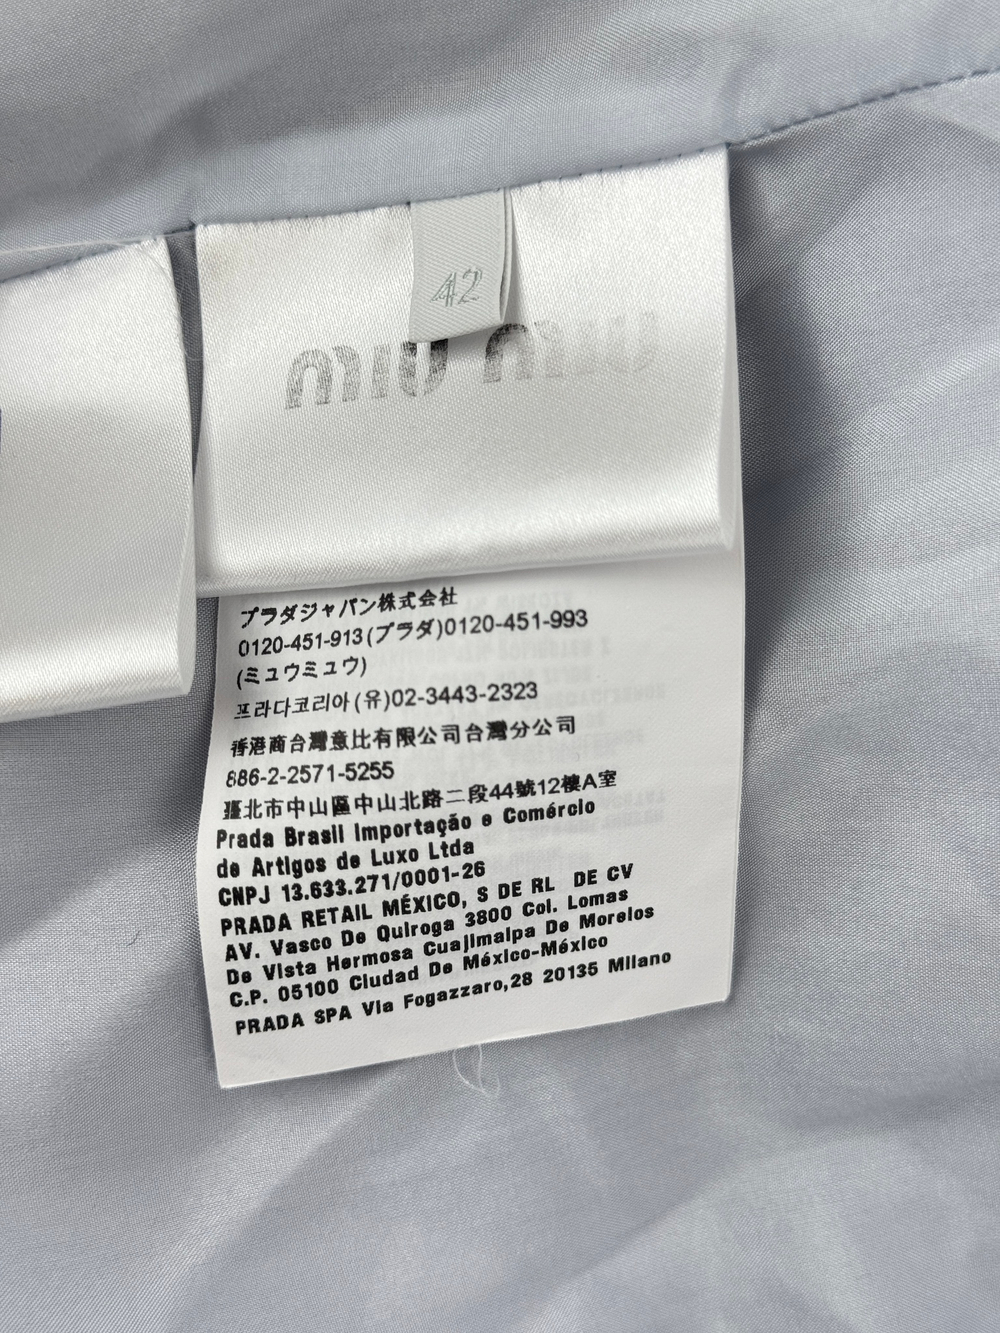 42
miu miu
プラダジャパン株式会社
0120-451-913(プラダ)0120-451-993
(ミュウミュウ)
프라다코리아(유)02-3443-2323
香港商台灣意比有限公司台灣分公司
886-2-2571-5255
臺北市中山區中山北路二段44號12樓A室
Prada Brasil Importação e Comércio
de Artigos de Luxo Ltda
CNPJ 13.633.271/0001-26
PRADA RETAIL MÉXICO, S DE RL DE CV
AV. Vasco De Quiroga 3800 Col. Lomas
De Vista Hermosa Cuajimalpa De Morelos
C.P. 05100 Ciudad De México-México
PRADA SPA Via Fogazzaro,28 20135 Milano